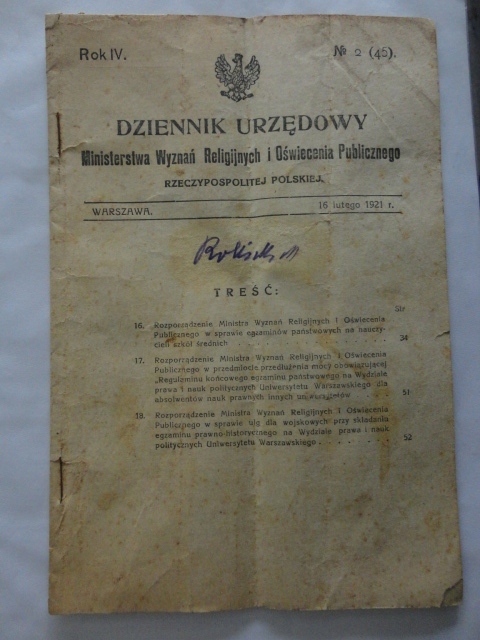 Rok IV.
№ 2 (45).
DZIENNIK URZĘDOWY
Ministerstwa Wyznań Religijnych i Oświecenia Publicznego
RZECZYPOSPOLITEJ POLSKIEJ.
WARSZAWA.
16 lutego 1921 r.
TREŚĆ:
Str
16. Rozporządzenie Ministra Wyznań Religijnych i Oświecenia
Publicznego w sprawie egzaminów państwowych na nauczy-
cieli szkół średnich . . . 34
17. Rozporządzenie Ministra Wyznań Religijnych i Oświecenia
Publicznego w przedmiocie przedłużenia mocy obowiązującej
„Regulaminu końcowego egzaminu państwowego na Wydziale
prawa i nauk politycznych Uniwersytetu Warszawskiego dla
absolwentów nauk prawnych innych uniwersytetów 51
18. Rozporządzenie Ministra Wyznań Religijnych i Oświecenia
Publicznego w sprawie ulg dla wojskowych przy składaniu
egzaminu prawno-historycznego na Wydziale prawa i nauk
politycznych Uniwersytetu Warszawskiego . . . 52